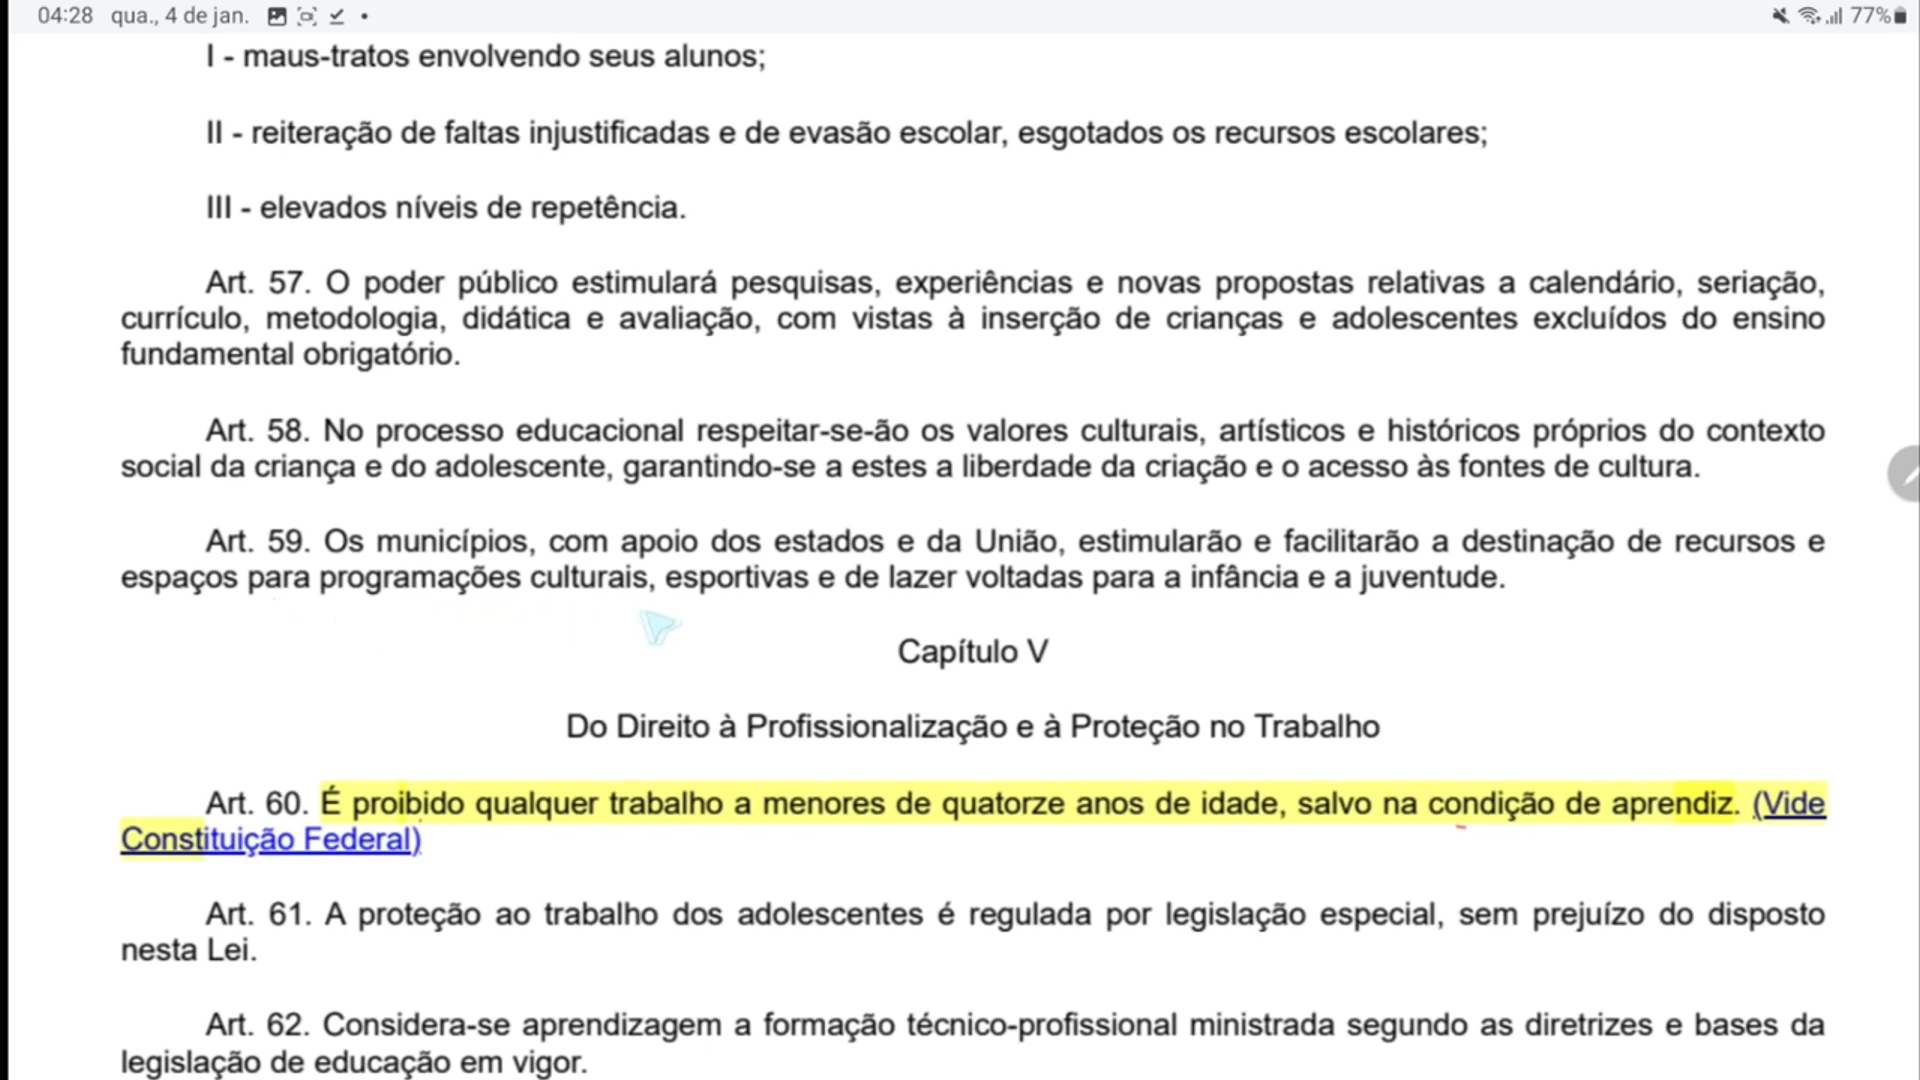 04:28 qua., 4 de jan. 77%
I - maus-tratos envolvendo seus alunos;
II - reiteração de faltas injustificadas e de evasão escolar, esgotados os recursos escolares;
III - elevados níveis de repetência.
Art. 57. O poder público estimulará pesquisas, experiências e novas propostas relativas a calendário, seriação,
currículo, metodologia, didática e avaliação, com vistas à inserção de crianças e adolescentes excluídos do ensino
fundamental obrigatório.
Art. 58. No processo educacional respeitar-se-ão os valores culturais, artísticos e históricos próprios do contexto
social da criança e do adolescente, garantindo-se a estes a liberdade da criação e o acesso às fontes de cultura.
Art. 59. Os municípios, com apoio dos estados e da União, estimularão e facilitarão a destinação de recursos e
espaços para programações culturais, esportivas e de lazer voltadas para a infância e a juventude.
Capítulo V
Do Direito à Profissionalização e à Proteção no Trabalho
Art. 60. É proibido qualquer trabalho a menores de quatorze anos de idade, salvo na condição de aprendiz. (Vide
Constituição Federal)
Art. 61. A proteção ao trabalho dos adolescentes é regulada por legislação especial, sem prejuízo do disposto
nesta Lei.
Art. 62. Considera-se aprendizagem a formação técnico-profissional ministrada segundo as diretrizes e bases da
legislação de educação em vigor.